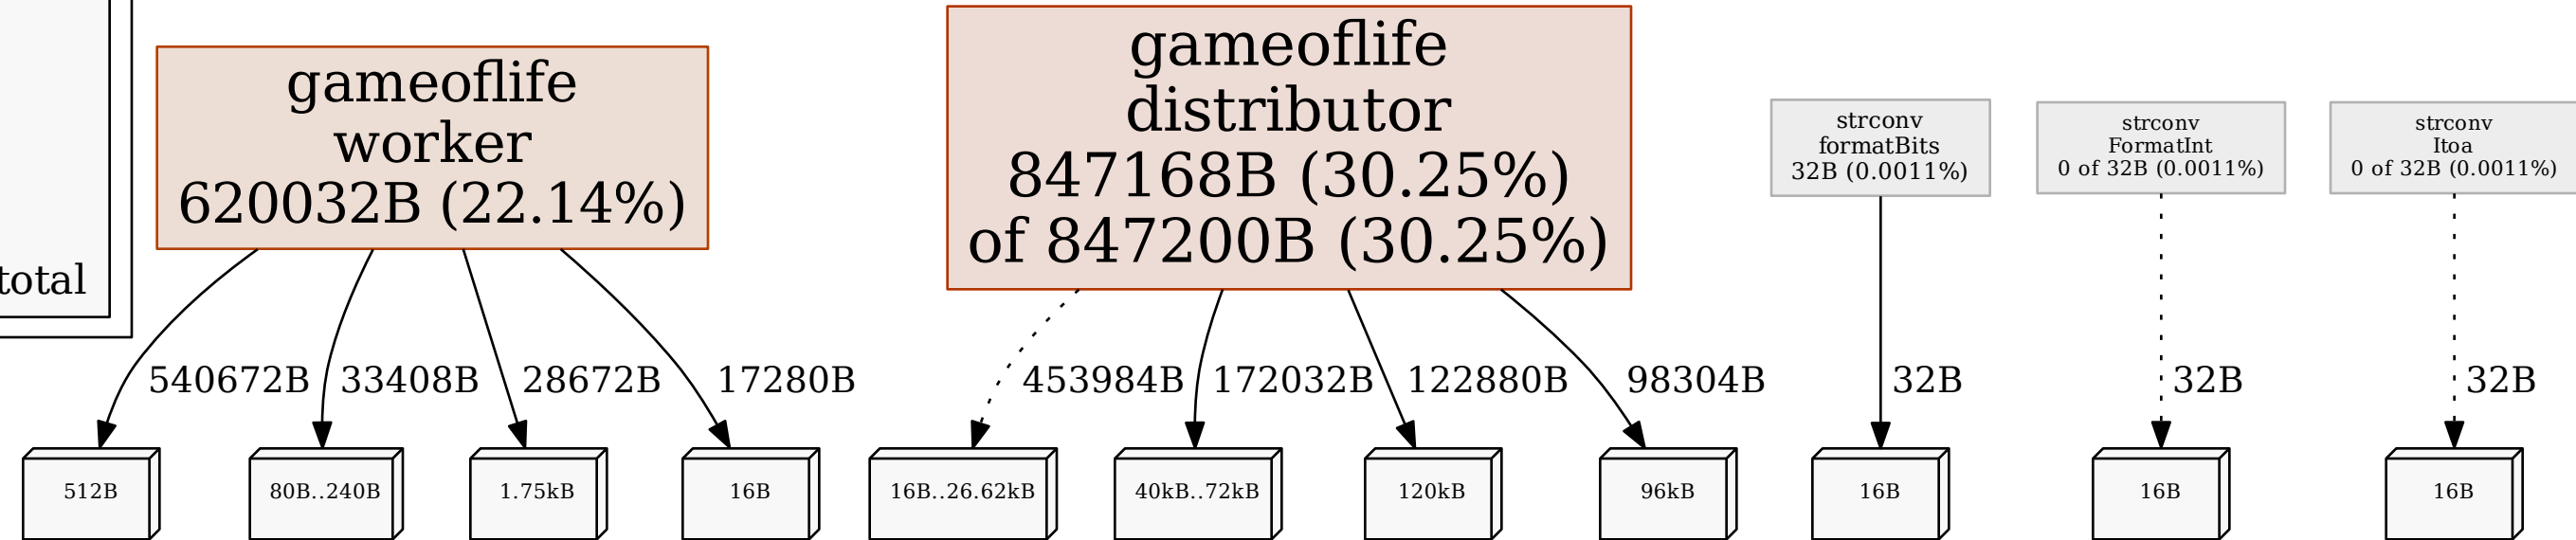 total
gameoflife
worker
620032B (22.14%)
gameoflife
distributor
847168B (30.25%)
of 847200B (30.25%)
strconv
formatBits
32B (0.0011%)
strconv
FormatInt
0 of 32B (0.0011%)
strconv
Itoa
0 of 32B (0.0011%)
540672B
33408B
28672B
17280B
453984B
172032B
122880B
98304B
32B
32B
32B
512B
80B..240B
1.75kB
16B
16B..26.62kB
40kB..72kB
120kB
96kB
16B
16B
16B